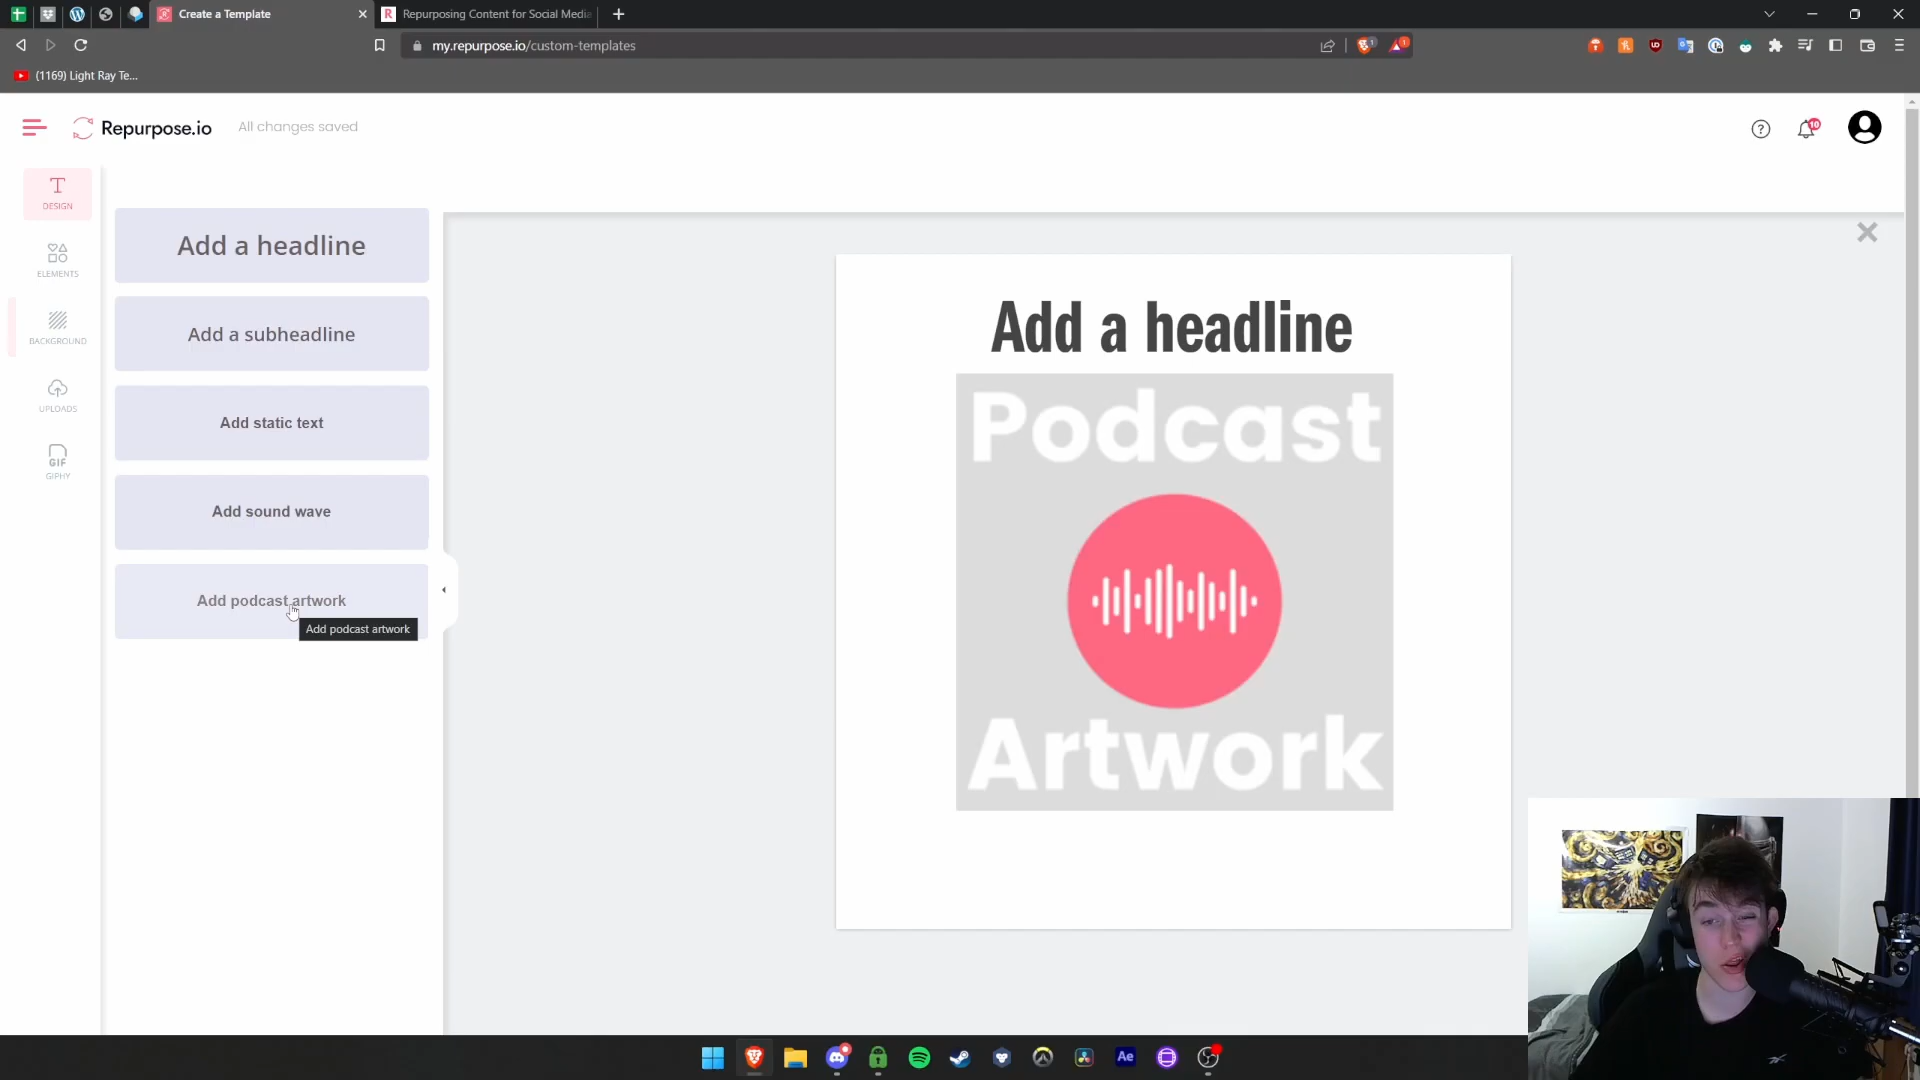 Create a Template
Repurposing Content for Social Media
my.repurpose.io/custom-templates
(1169) Light Ray Te...
Repurpose.io
All changes saved
10
DESIGN
ELEMENTS
BACKGROUND
UPLOADS
GIF
GIPHY
Add a headline
Add a subheadline
Add static text
Add sound wave
Add podcast artwork
Add podcast artwork
Add a headline
Podcast
Artwork
Ae